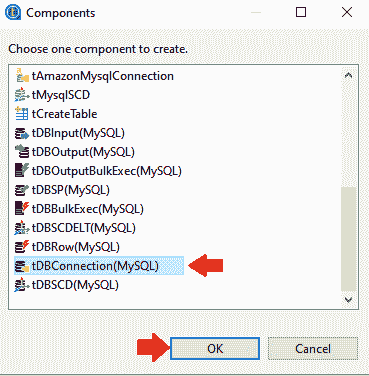 Components
Choose one component to create.
tAmazonMysqlConnection
tMysqlSCD
tCreateTable
tDBInput(MySQL)
tDBOutput(MySQL)
tDBOutputBulkExec(MySQL)
tDBSP(MySQL)
tDBBulkExec(MySQL)
tDBSCDELT(MySQL)
tDBRow(MySQL)
tDBConnection(MySQL)
tDBSCD(MySQL)
OK Cancel